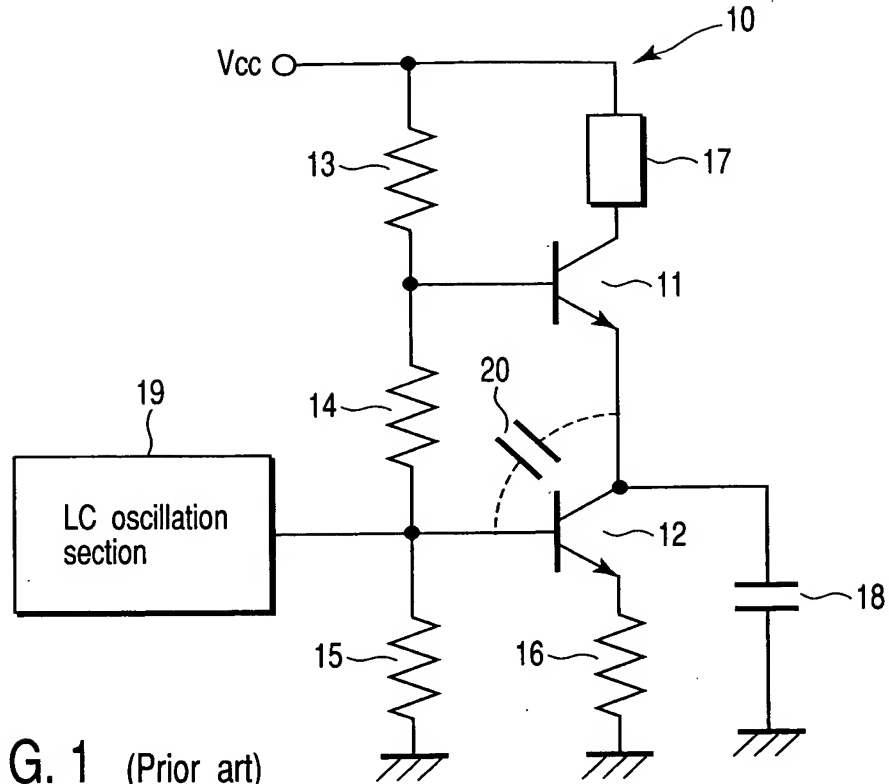 10
Vcc
13
17
11
20
14
19
LC oscillation
section
12
18
15
16
G. 1 (Prior art)